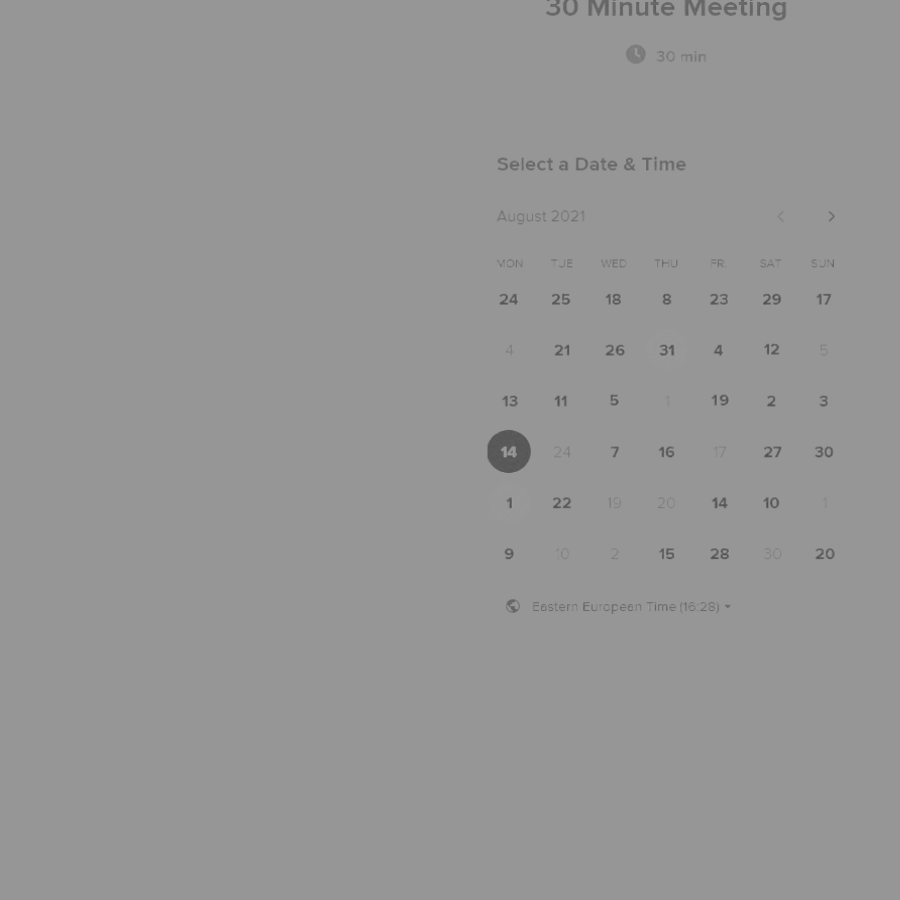 30 Minute Meeting
30 min
Select a Date & Time
August 2021
MON TUE WED THU FRI SAT SUN
24 25 18 8 23 29 17
4 21 26 31 4 12 5
13 11 5 1 19 2 3
14 24 7 16 17 27 30
1 22 19 20 14 10 1
9 10 2 15 28 30 20
Eastern European Time (16:28)